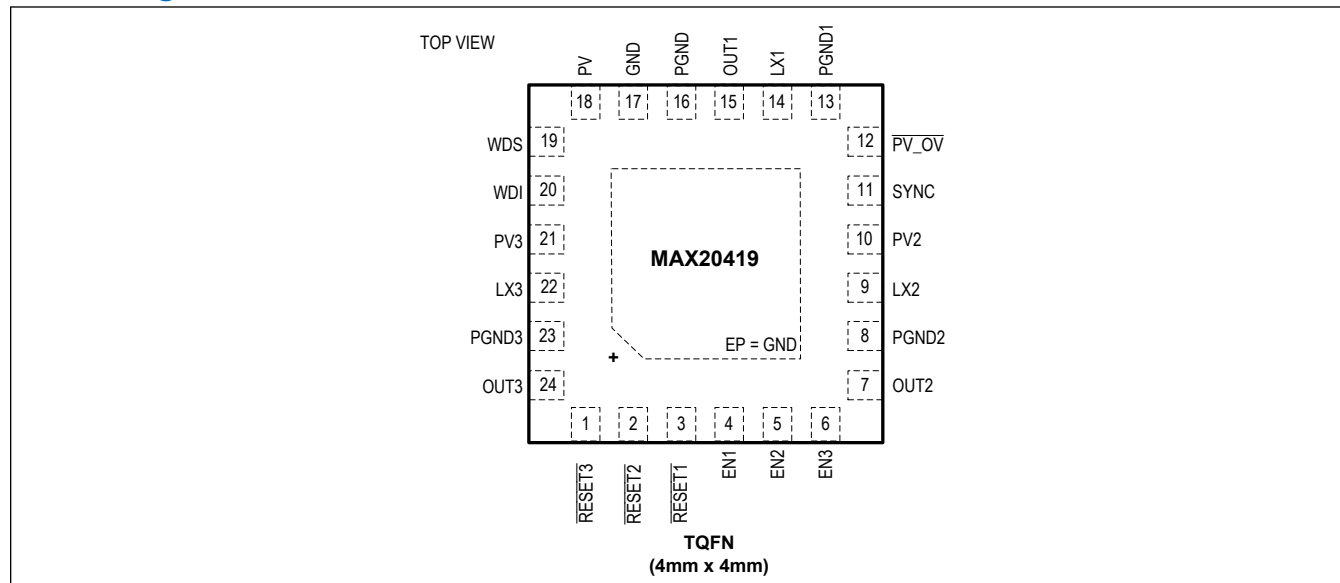 TOP VIEW
PV
GND
PGND
OUT1
LX1
PGND1
18
17
16
15
14
13
WDS 19
12 PV_OV
WDI 20
11 SYNC
PV3 21
10 PV2
MAX20419
LX3 22
9 LX2
PGND3 23
8 PGND2
EP = GND
+
OUT3 24
7 OUT2
1
2
3
4
5
6
RESET3
RESET2
RESET1
EN1
EN2
EN3
TQFN
(4mm x 4mm)